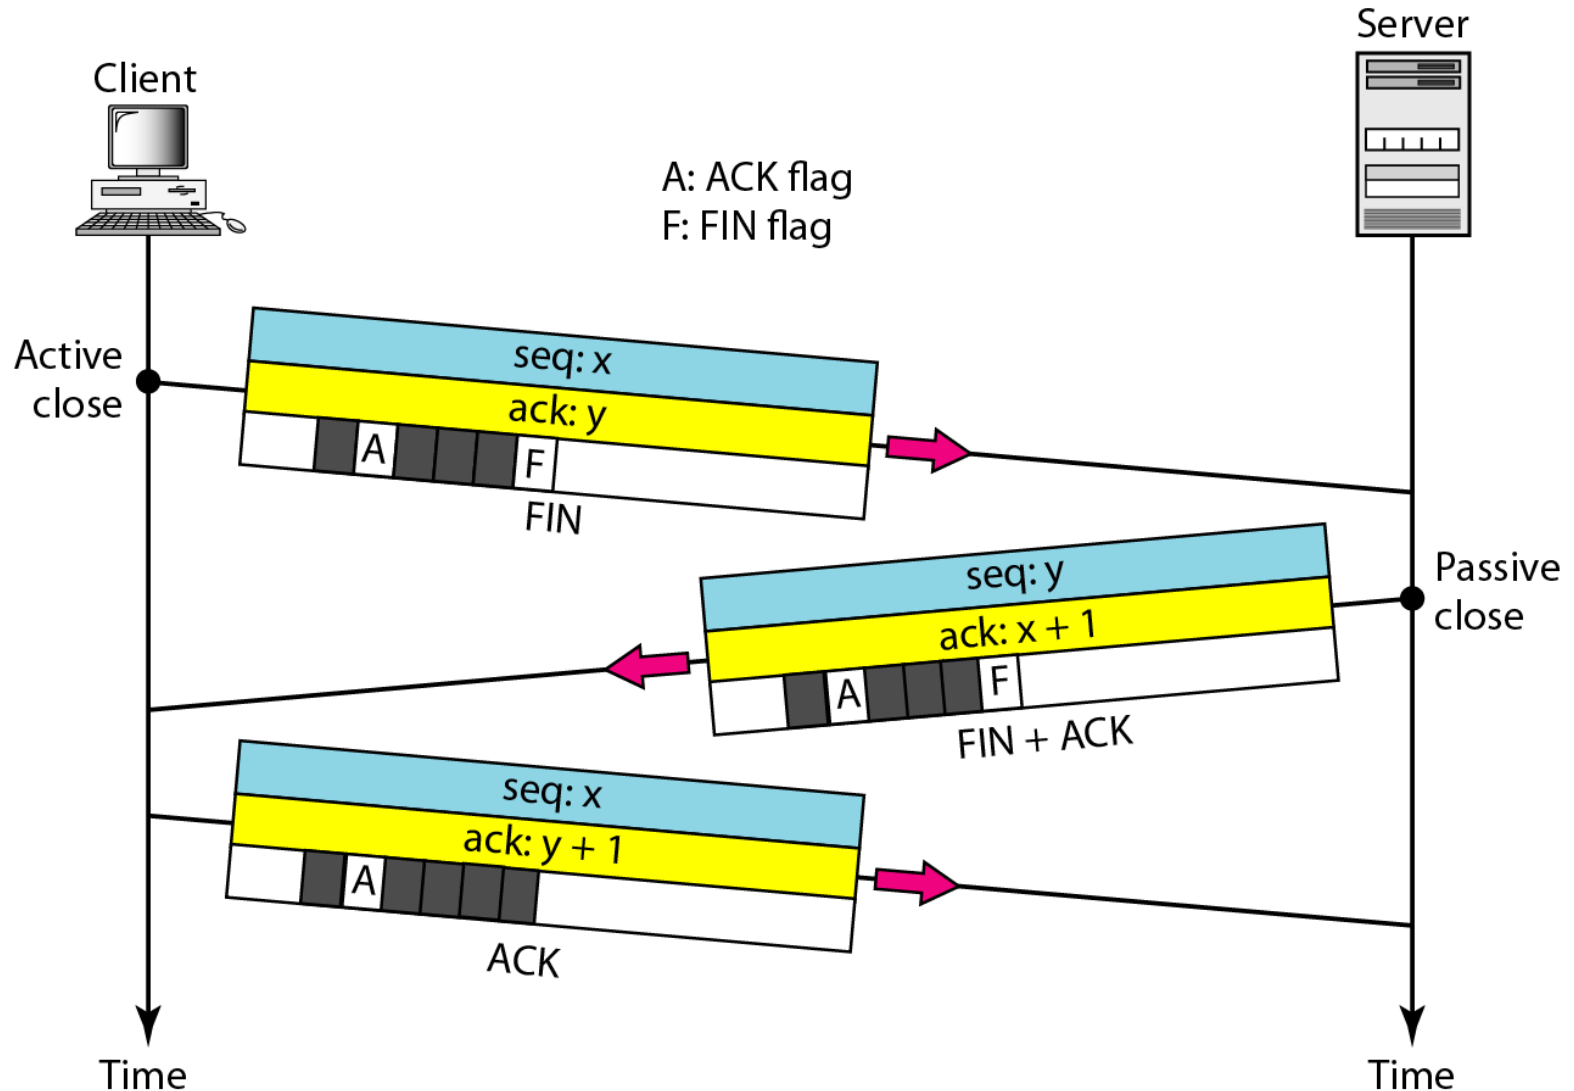 Server
Client
A: ACK flag
F: FIN flag
Active
close
seq: x
ack: y
A F
FIN
Passive
close
seq: y
ack: x + 1
A F
FIN + ACK
seq: x
ack: y + 1
A
ACK
Time
Time